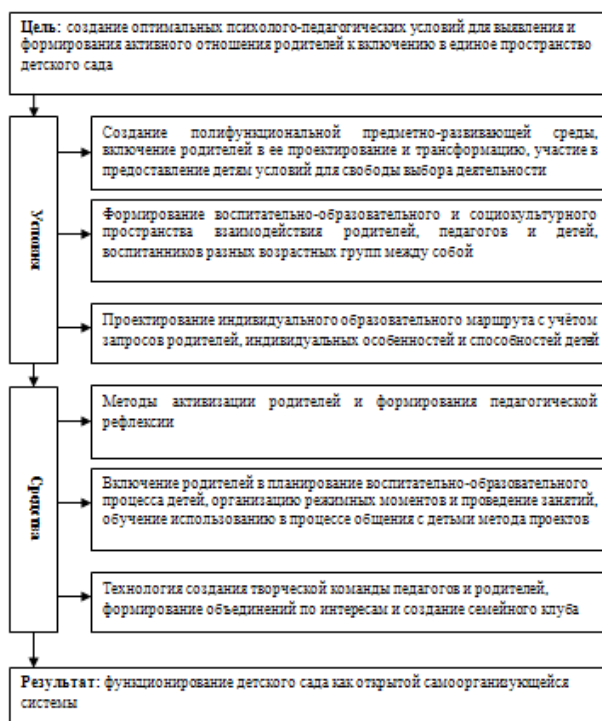 Цель: создание оптимальных психолого-педагогических условий для выявления и
формирования активного отношения родителей к включению в единое пространство
детского сада
Условия
Создание полифункциональной предметно-развивающей среды,
включение родителей в ее проектирование и трансформацию, участие в
предоставление детям условий для свободы выбора деятельности
Формирование воспитательно-образовательного и социокультурного
пространства взаимодействия родителей, педагогов и детей,
воспитанников разных возрастных групп между собой
Проектирование индивидуального образовательного маршрута с учётом
запросов родителей, индивидуальных особенностей и способностей детей
Средства
Методы активизации родителей и формирования педагогической
рефлексии
Включение родителей в планирование воспитательно-образовательного
процесса детей, организацию режимных моментов и проведение занятий,
обучение использованию в процессе общения с детьми метода проектов
Технология создания творческой команды педагогов и родителей,
формирование объединений по интересам и создание семейного клуба
Результат: функционирование детского сада как открытой самоорганизующейся
системы